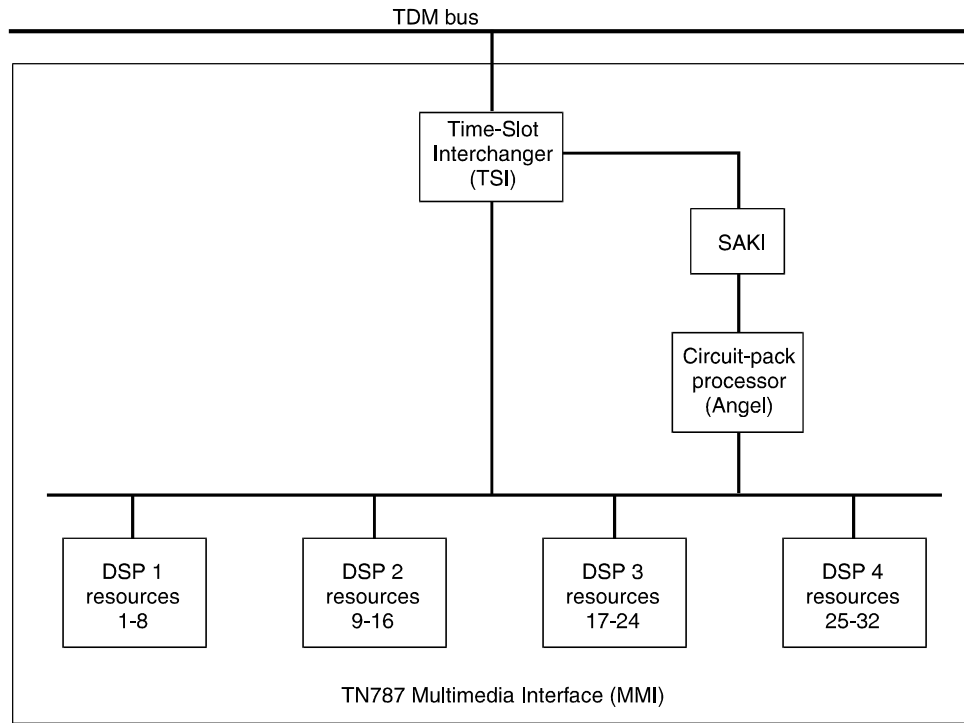 TDM bus
Time-Slot
Interchanger
(TSI)
SAKI
Circuit-pack
processor
(Angel)
DSP 1
resources
1-8
DSP 2
resources
9-16
DSP 3
resources
17-24
DSP 4
resources
25-32
TN787 Multimedia Interface (MMI)